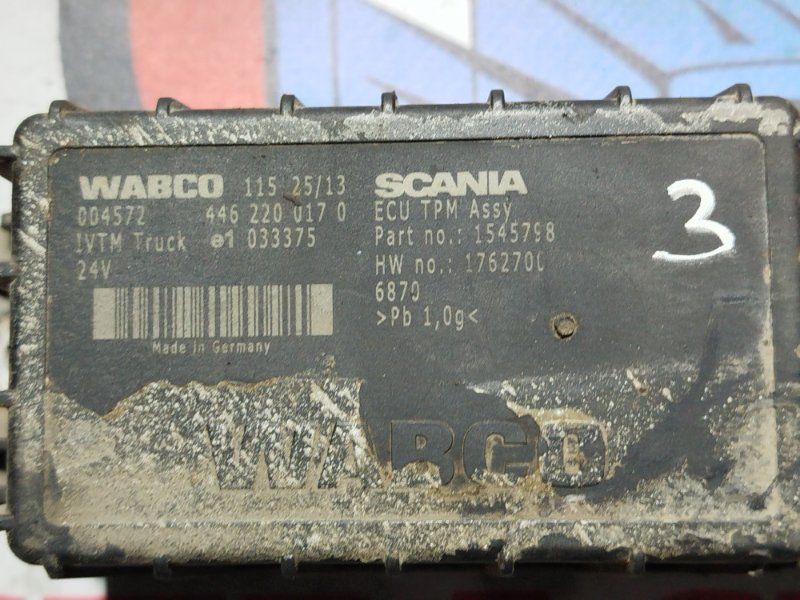 WABCO 115 25/13
004572 446 220 017 0
IVTM Truck e1 033375
24V
Made in Germany
SCANIA
ECU TPM Assy
Part no.: 1545798
HW no.: 1762700
6870
>Pb 1,0g<
3
WABCO